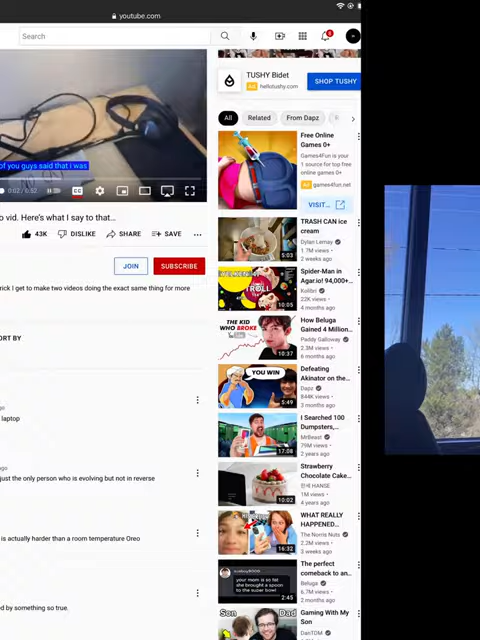 youtube.com
Search
TUSHY Bidet
Ad hellotushy.com
SHOP TUSHY
of you guys said that I was
0:02 / 6:52
o vid. Here's what I say to that...
43K
DISLIKE
SHARE
SAVE
JOIN
SUBSCRIBE
rick I get to make two videos doing the exact same thing for more
ORT BY
go
laptop
ago
just the only person who is evolving but not in reverse
is actually harder than a room temperature Oreo
ed by something so true.
All
Related
From Dapz
Free Online
Games 0+
Games4Fun is your
1 source for top free
online games 0+
Ad games4fun.net
VISIT...
TRASH CAN ice
cream
Dylan Lemay
1.7M views •
2 weeks ago
5:03
Spider-Man in
Agar.io! 94,000+...
Kolibri
22K views •
4 months ago
TROLL
10:05
How Beluga
Gained 4 Million...
Paddy Galloway
2.3M views •
6 months ago
THE KID
WHO BROKE
10:37
Defeating
Akinator on the...
Dapz
844K views •
3 months ago
YOU WIN
5:49
I Searched 100
Dumpsters,...
MrBeast
79M views •
2 years ago
17:08
Strawberry
Chocolate Cake...
한세 HANSE
1M views •
4 years ago
10:02
WHAT REALLY
HAPPENED...
The Norris Nuts
2.2M views •
3 weeks ago
16:32
The perfect
comeback to an...
Beluga
6.7M views •
2 months ago
your mom is so fat
she brought a spoon
to the super bowl
2:45
Gaming With My
Son
DanTDM
Son
Dad